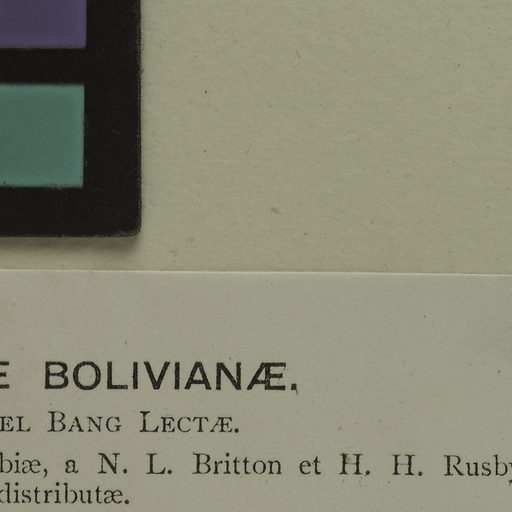 E BOLIVIANÆ.
EL BANG LECTÆ.
biæ, a N. L. Britton et H. H. Rusby
distributæ.